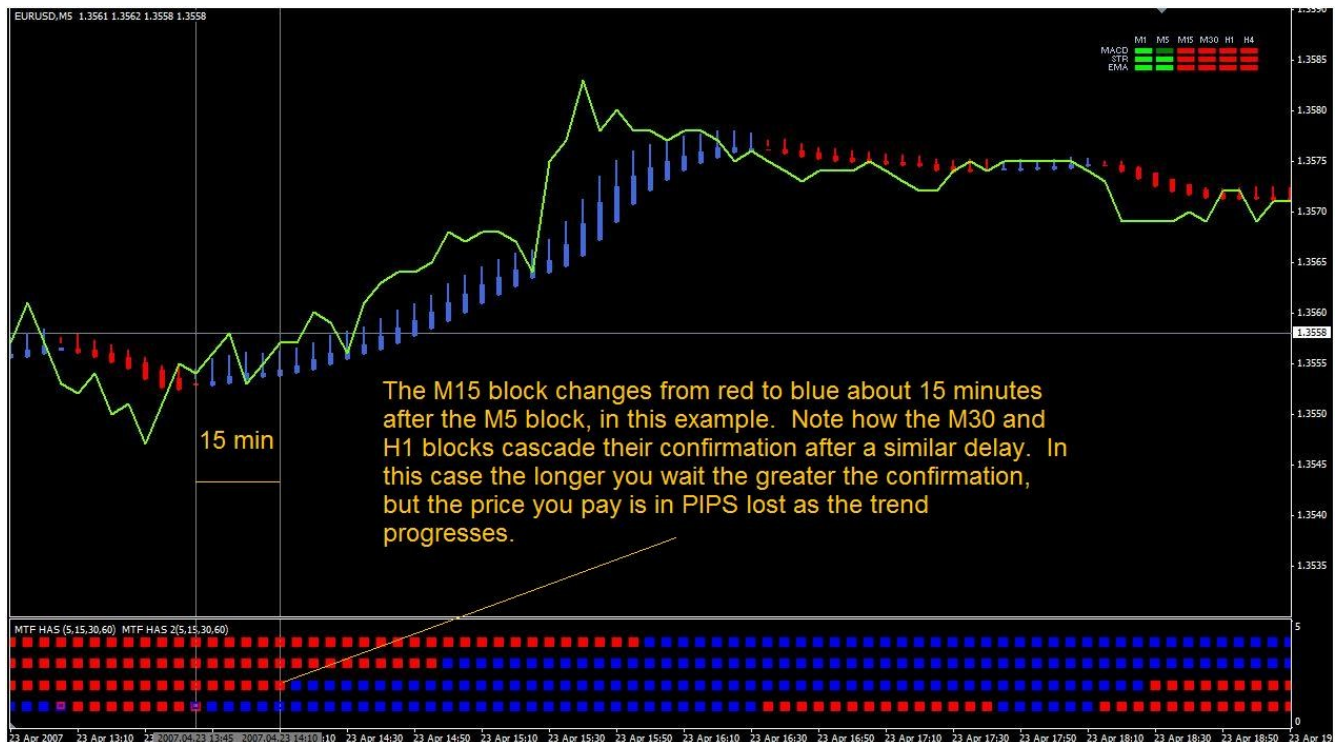 EURUSD,M5 1.3561 1.3562 1.3558 1.3558
1.3590
M1 M5 M15 M30 H1 H4
MACD
STR
EMA
1.3585
1.3580
1.3575
1.3570
1.3565
1.3560
1.3558
1.3555
1.3550
1.3545
1.3540
1.3535
15 min
The M15 block changes from red to blue about 15 minutes
after the M5 block, in this example. Note how the M30 and
H1 blocks cascade their confirmation after a similar delay. In
this case the longer you wait the greater the confirmation,
but the price you pay is in PIPS lost as the trend
progresses.
MTF HAS (5,15,30,60) MTF HAS 2(5,15,30,60)
5
0
23 Apr 2007 23 Apr 13:10 23 2007.04.23 13:45 2007.04.23 14:10 :10 23 Apr 14:30 23 Apr 14:50 23 Apr 15:10 23 Apr 15:30 23 Apr 15:50 23 Apr 16:10 23 Apr 16:30 23 Apr 16:50 23 Apr 17:10 23 Apr 17:30 23 Apr 17:50 23 Apr 18:10 23 Apr 18:30 23 Apr 18:50 23 Apr 19